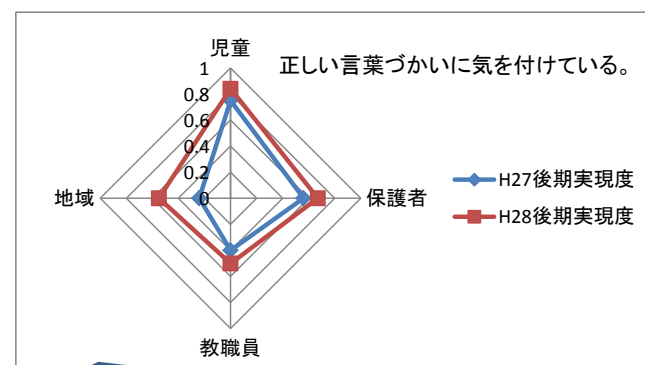 児童
正しい言葉づかいに気を付けている。
1
0.8
0.6
0.4
0.2
0
地域
保護者
H27後期実現度
H28後期実現度
教職員